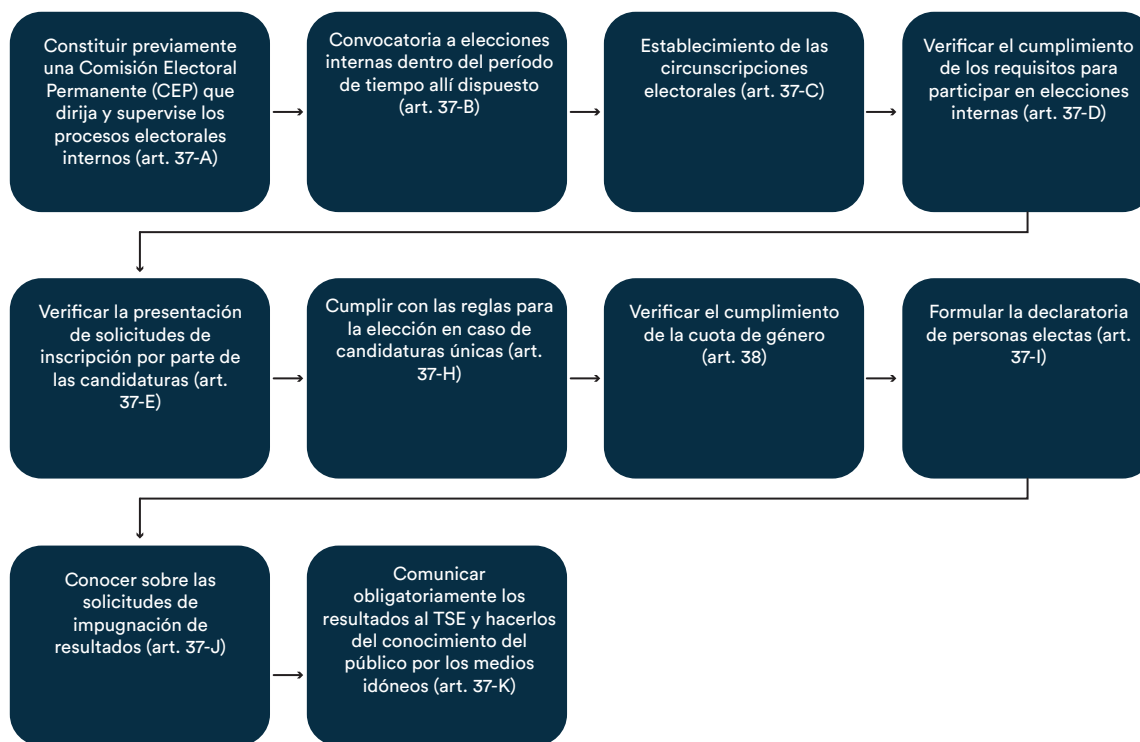 Constituir previamente
una Comisión Electoral
Permanente (CEP) que
dirija y supervise los
procesos electorales
internos (art. 37-A)
Convocatoria a elecciones
internas dentro del período
de tiempo allí dispuesto
(art. 37-B)
Establecimiento de las
circunscripciones
electorales (art. 37-C)
Verificar el cumplimiento
de los requisitos para
participar en elecciones
internas (art. 37-D)
Verificar la presentación
de solicitudes de
inscripción por parte de
las candidaturas (art.
37-E)
Cumplir con las reglas para
la elección en caso de
candidaturas únicas (art.
37-H)
Verificar el cumplimiento
de la cuota de género
(art. 38)
Formular la declaratoria
de personas electas (art.
37-I)
Conocer sobre las
solicitudes de
impugnación de
resultados (art. 37-J)
Comunicar
obligatoriamente los
resultados al TSE y hacerlos
del conocimiento del
público por los medios
idóneos (art. 37-K)